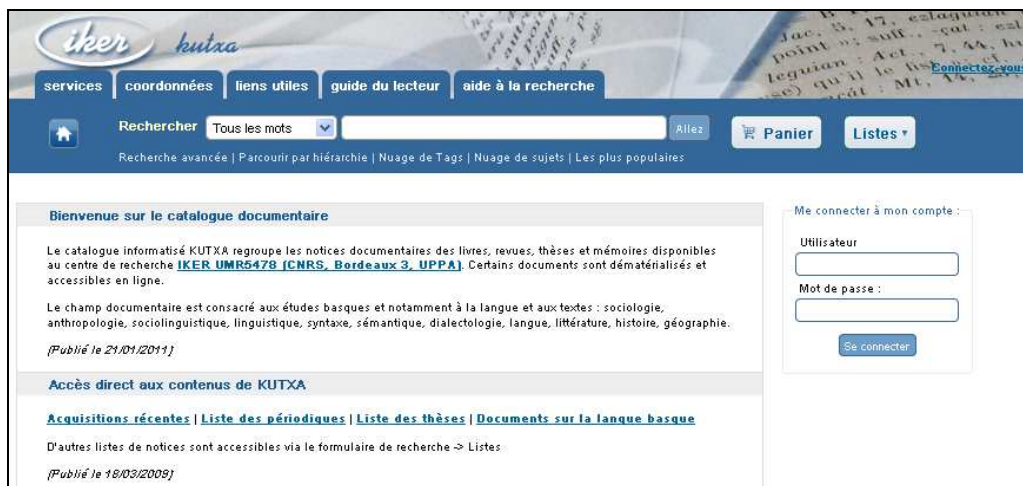 iker kutxa
Connectez-vous
services coordonnées liens utiles guide du lecteur aide à la recherche
Rechercher Tous les mots Allez Panier Listes
Recherche avancée | Parcourir par hiérarchie | Nuage de Tags | Nuage de sujets | Les plus populaires
Bienvenue sur le catalogue documentaire
Le catalogue informatisé KUTXA regroupe les notices documentaires des livres, revues, thèses et mémoires disponibles
au centre de recherche IKER UMR5478 (CNRS, Bordeaux 3, UPPA). Certains documents sont dématérialisés et
accessibles en ligne.
Le champ documentaire est consacré aux études basques et notamment à la langue et aux textes : sociologie,
anthropologie, sociolinguistique, linguistique, syntaxe, sémantique, dialectologie, langue, littérature, histoire, géographie.
(Publié le 21/01/2011)
Accès direct aux contenus de KUTXA
Acquisitions récentes | Liste des périodiques | Liste des thèses | Documents sur la langue basque
D'autres listes de notices sont accessibles via le formulaire de recherche -> Listes
(Publié le 18/03/2009)
Me connecter à mon compte :
Utilisateur
Mot de passe :
Se connecter